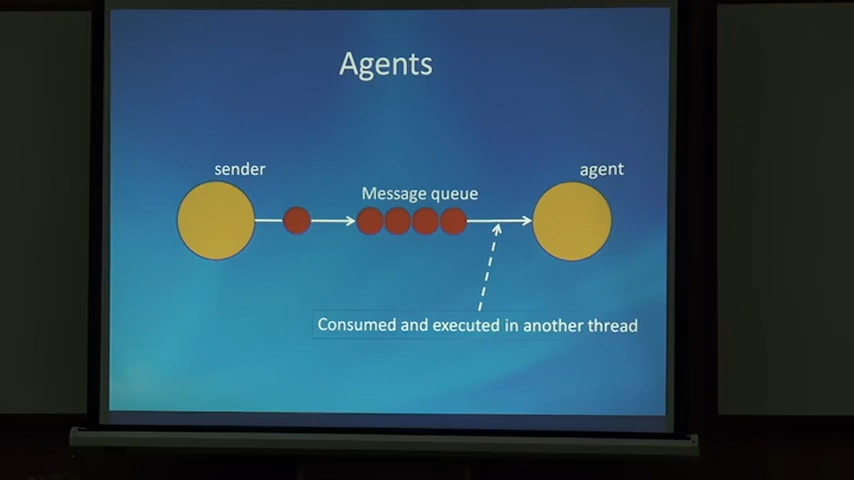 Agents
sender
agent
Message queue
Consumed and executed in another thread